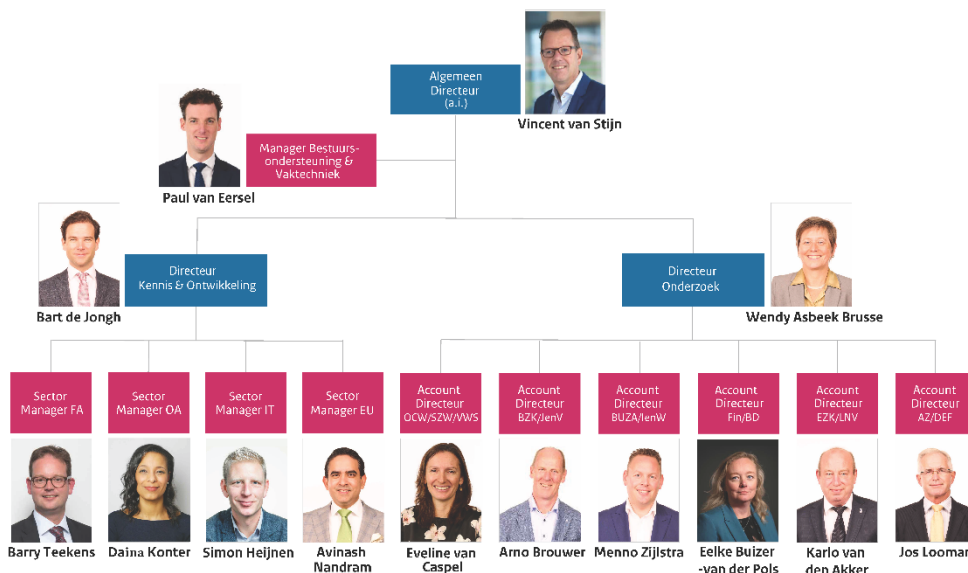 Algemeen
Directeur
(a.i.)
Vincent van Stijn
Manager Bestuurs-
ondersteuning &
Vaktechniek
Paul van Eersel
Directeur
Kennis & Ontwikkeling
Bart de Jongh
Directeur
Onderzoek
Wendy Asbeek Brusse
Sector
Manager FA
Sector
Manager OA
Sector
Manager IT
Sector
Manager EU
Account
Directeur
OCW/SZW/VWS
Account
Directeur
BZK/JenV
Account
Directeur
BUZA/IenW
Account
Directeur
Fin/BD
Account
Directeur
EZK/LNV
Account
Directeur
AZ/DEF
Barry Teekens
Daina Konter
Simon Heijnen
Avinash
Nandram
Eveline van
Caspel
Arno Brouwer
Menno Zijlstra
Eelke Buizer
-van der Pols
Karlo van
den Akker
Jos Looman